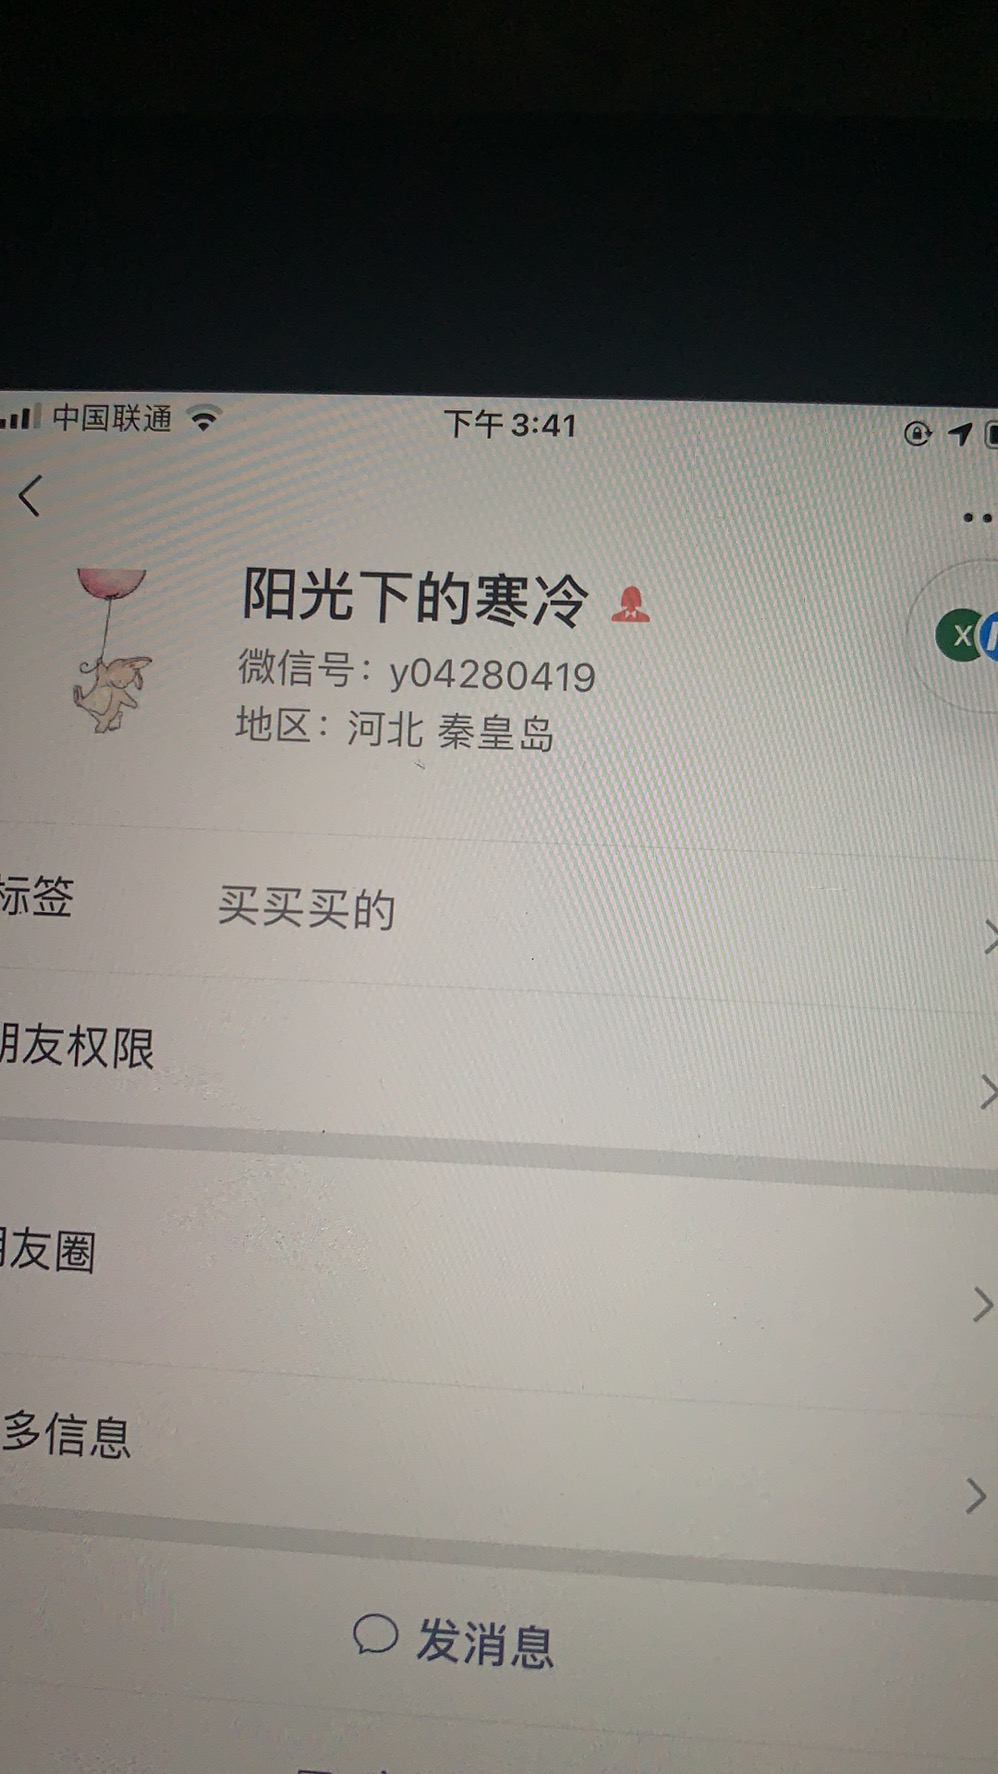 中国联通
下午 3:41
阳光下的寒冷
X
微信号：y04280419
地区：河北 秦皇岛
标签
买买买的
朋友权限
朋友圈
多信息
发消息